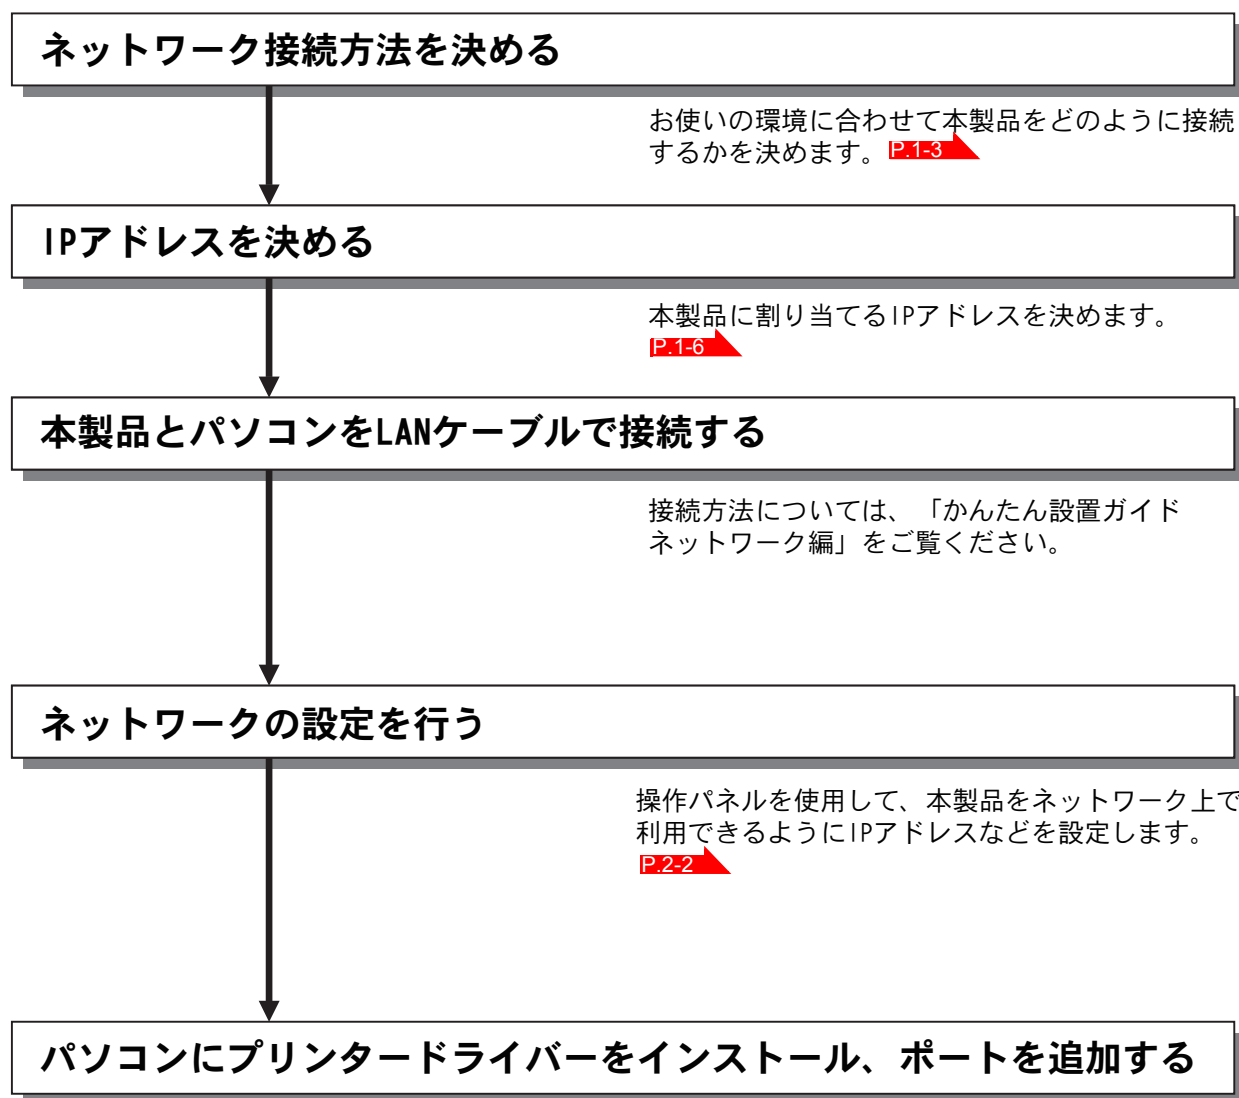 ネットワーク接続方法を決める
お使いの環境に合わせて本製品をどのように接続
するかを決めます。 P.1-3
IPアドレスを決める
本製品に割り当てるIPアドレスを決めます。
P.1-6
本製品とパソコンをLANケーブルで接続する
接続方法については、「かんたん設置ガイド
ネットワーク編」をご覧ください。
ネットワークの設定を行う
操作パネルを使用して、本製品をネットワーク上で
利用できるようにIPアドレスなどを設定します。
P.2-2
パソコンにプリンタードライバーをインストール、ポートを追加する